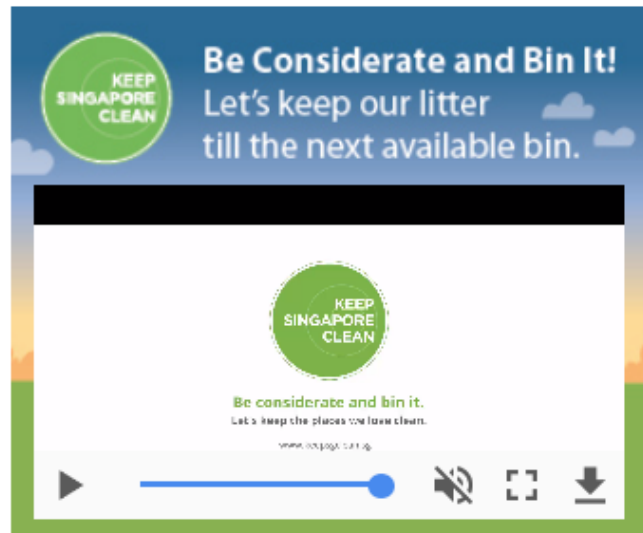 KEEP
SINGAPORE
CLEAN
Be Considerate and Bin It!
Let's keep our litter
till the next available bin.
KEEP
SINGAPORE
CLEAN
Be considerate and bin it.
Let's keep the places we love clean.